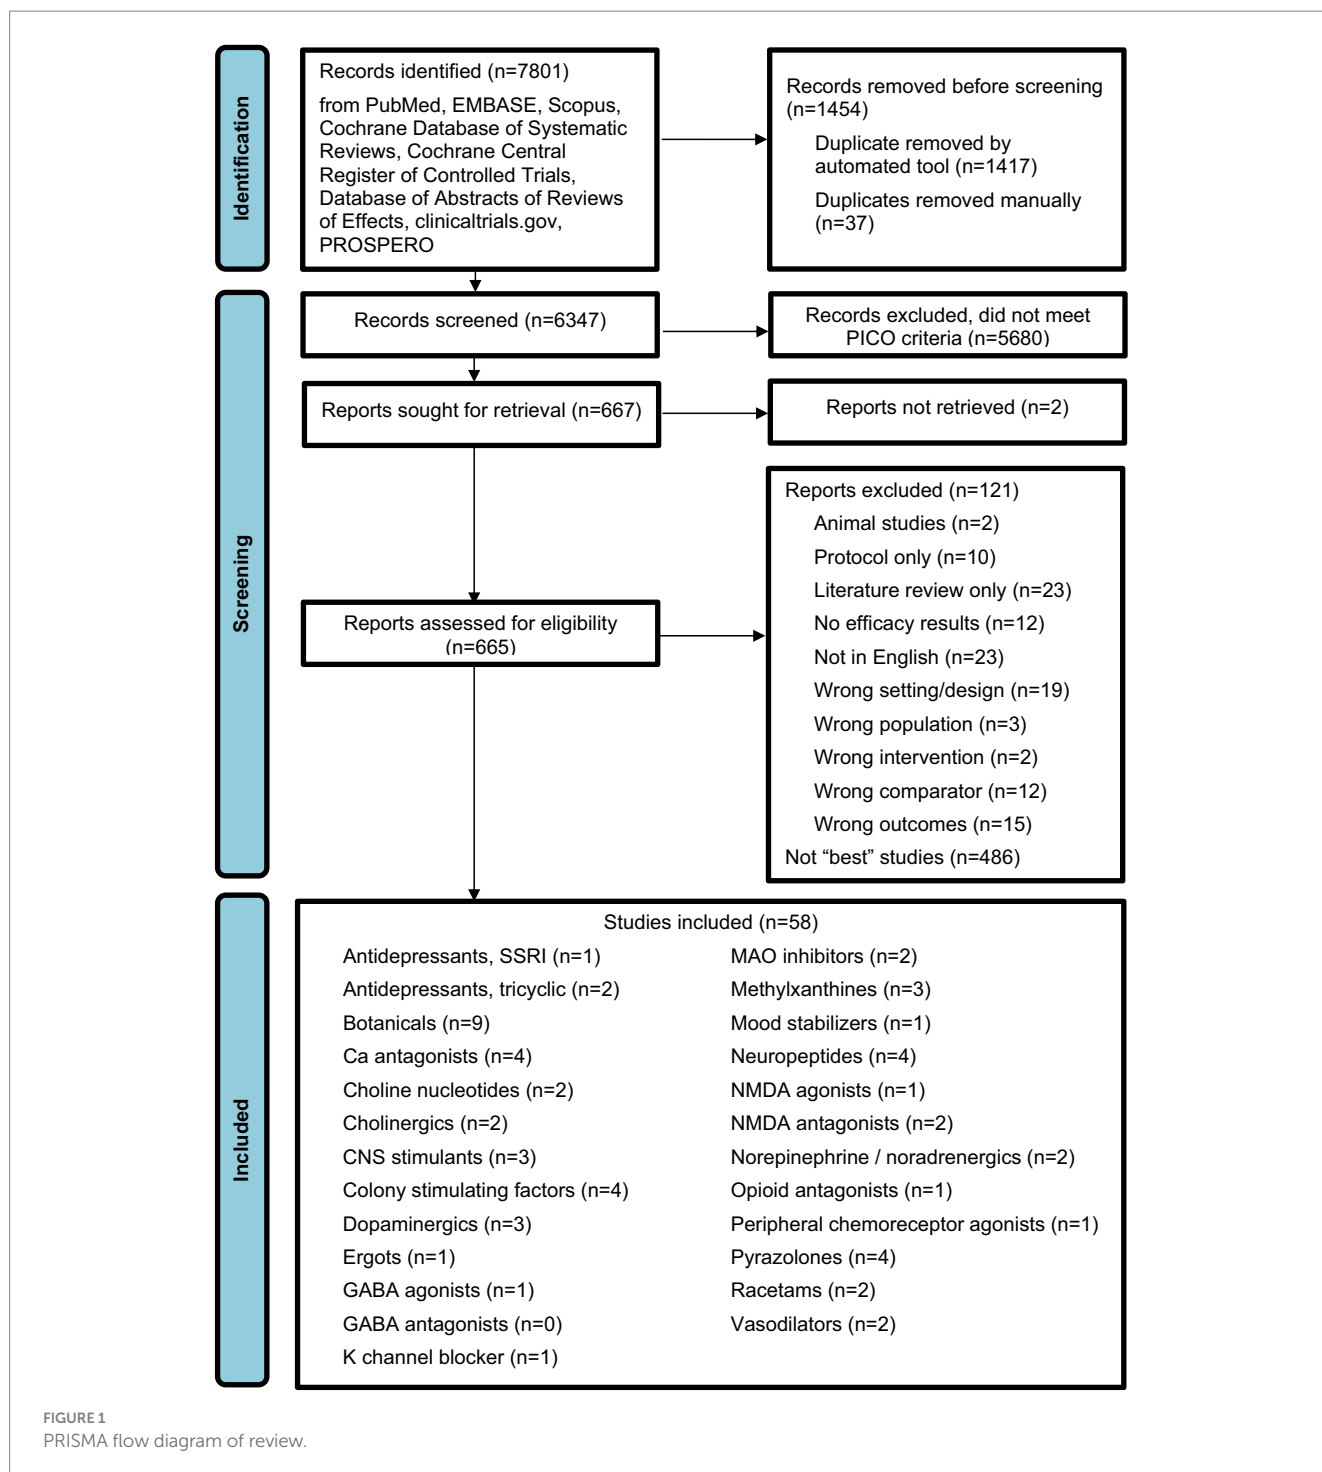 Identification
Records identified (n=7801)
from PubMed, EMBASE, Scopus,
Cochrane Database of Systematic
Reviews, Cochrane Central
Register of Controlled Trials,
Database of Abstracts of Reviews
of Effects, clinicaltrials.gov,
PROSPERO
Records removed before screening
(n=1454)
Duplicate removed by
automated tool (n=1417)
Duplicates removed manually
(n=37)
Screening
Records screened (n=6347)
Records excluded, did not meet
PICO criteria (n=5680)
Reports sought for retrieval (n=667)
Reports not retrieved (n=2)
Reports assessed for eligibility
(n=665)
Reports excluded (n=121)
Animal studies (n=2)
Protocol only (n=10)
Literature review only (n=23)
No efficacy results (n=12)
Not in English (n=23)
Wrong setting/design (n=19)
Wrong population (n=3)
Wrong intervention (n=2)
Wrong comparator (n=12)
Wrong outcomes (n=15)
Not “best” studies (n=486)
Included
Studies included (n=58)
Antidepressants, SSRI (n=1)
Antidepressants, tricyclic (n=2)
Botanicals (n=9)
Ca antagonists (n=4)
Choline nucleotides (n=2)
Cholinergics (n=2)
CNS stimulants (n=3)
Colony stimulating factors (n=4)
Dopaminergics (n=3)
Ergots (n=1)
GABA agonists (n=1)
GABA antagonists (n=0)
K channel blocker (n=1)
MAO inhibitors (n=2)
Methylxanthines (n=3)
Mood stabilizers (n=1)
Neuropeptides (n=4)
NMDA agonists (n=1)
NMDA antagonists (n=2)
Norepinephrine / noradrenergics (n=2)
Opioid antagonists (n=1)
Peripheral chemoreceptor agonists (n=1)
Pyrazolones (n=4)
Racetams (n=2)
Vasodilators (n=2)
FIGURE 1
PRISMA flow diagram of review.